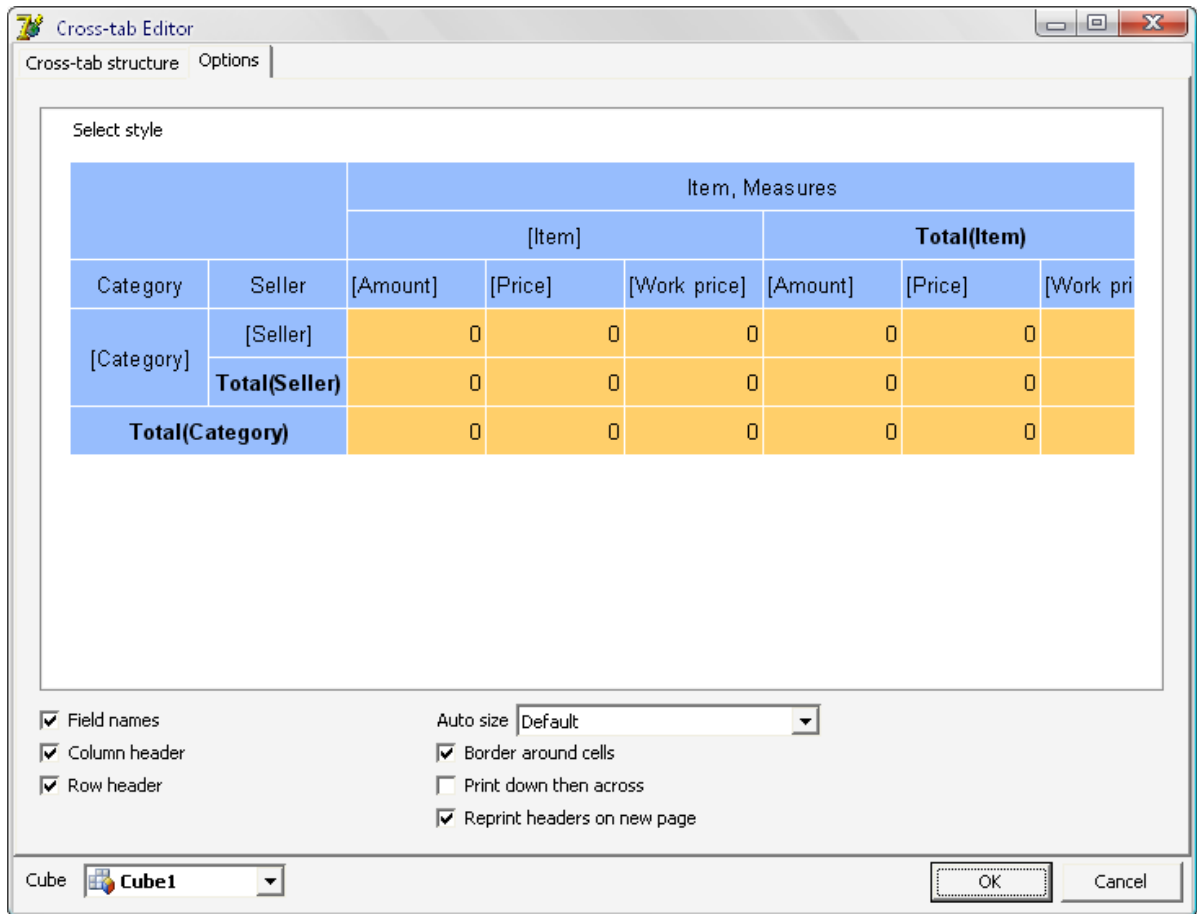 Cross-tab Editor
Cross-tab structure Options
Select style
Item, Measures
[Item] Total(Item)
Category Seller [Amount] [Price] [Work price] [Amount] [Price] [Work pri
[Category] [Seller] 0 0 0 0 0
Total(Seller) 0 0 0 0 0
Total(Category) 0 0 0 0 0
Field names Auto size Default
Column header Border around cells
Row header Print down then across
Reprint headers on new page
Cube Cube1 OK Cancel